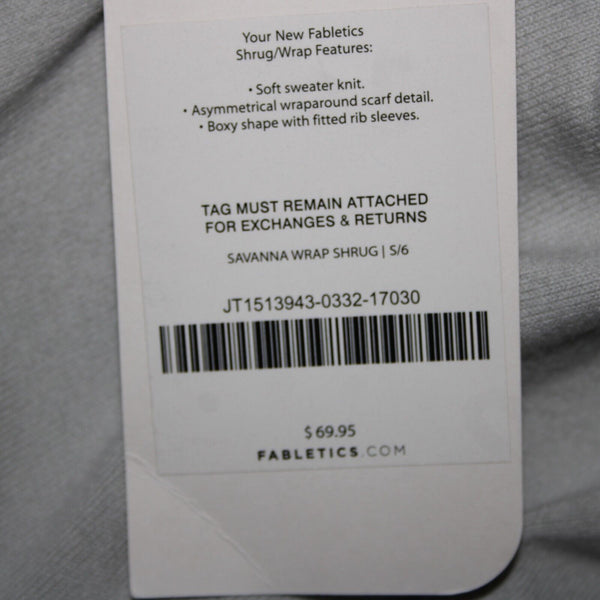 Your New Fabletics
Shrug/Wrap Features:
• Soft sweater knit.
• Asymmetrical wraparound scarf detail.
• Boxy shape with fitted rib sleeves.
TAG MUST REMAIN ATTACHED
FOR EXCHANGES & RETURNS
SAVANNA WRAP SHRUG | S/6
JT1513943-0332-17030
$ 69.95
FABLETICS.COM